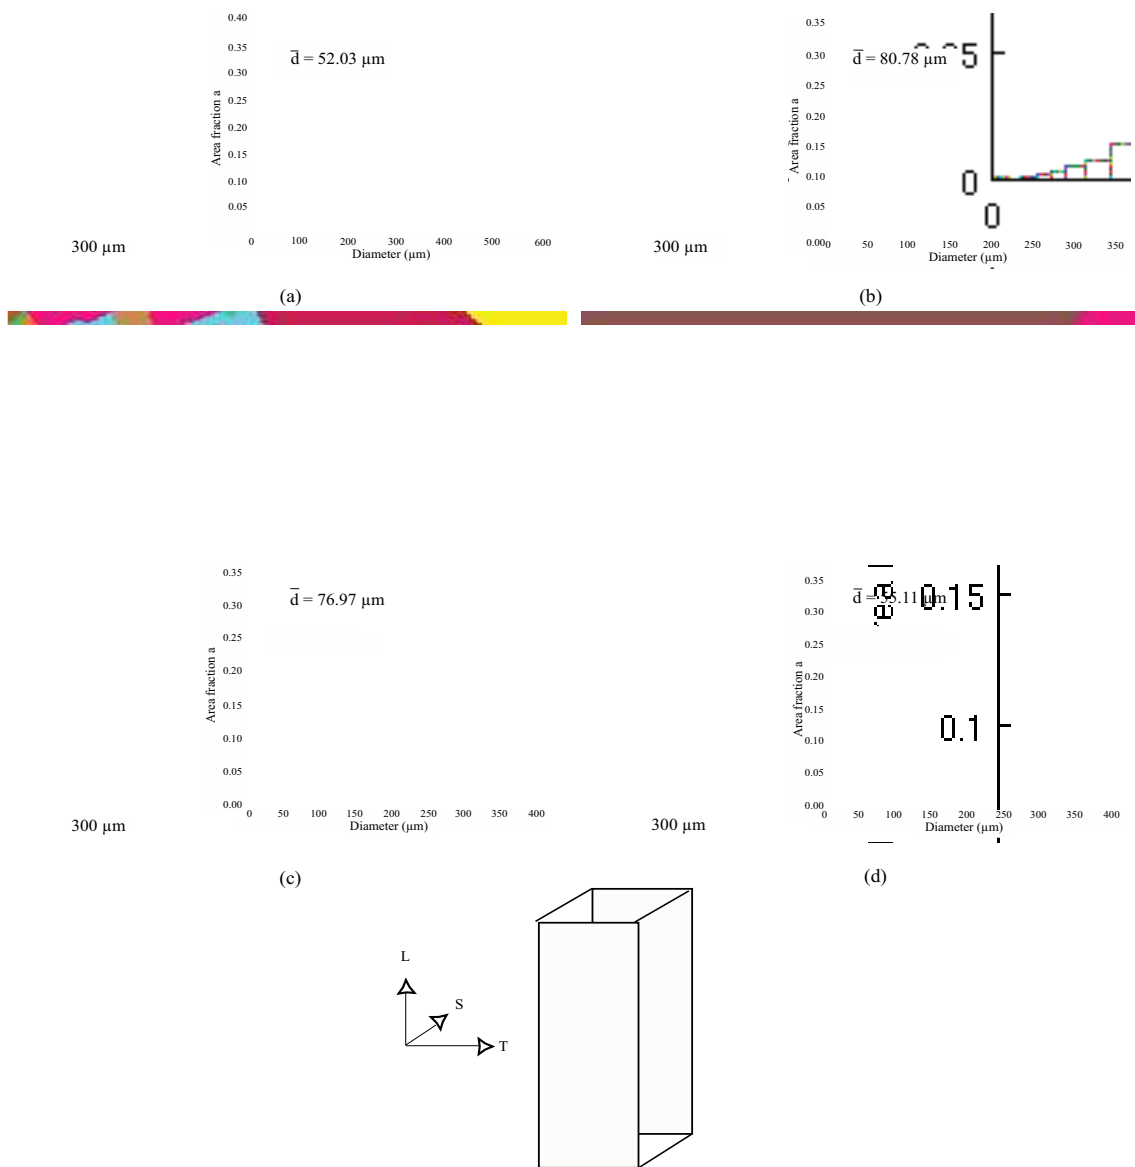 0.40
0.35
0.30
0.25
0.20
0.15
0.10
0.05
Area fraction a
d̅ = 52.03 µm
0 100 200 300 400 500 600
Diameter (µm)
300 µm
(a)
0.35
0.30
0.25
0.20
0.15
0.10
0.05
0.00
Area fraction a
d̅ = 80.78 µm
5
0
0
0 50 100 150 200 250 300 350
Diameter (µm)
300 µm
(b)
0.35
0.30
0.25
0.20
0.15
0.10
0.05
0.00
Area fraction a
d̅ = 76.97 µm
0 50 100 150 200 250 300 350 400
Diameter (µm)
300 µm
(c)
0.35
0.30
0.25
0.20
0.15
0.10
0.05
0.00
Area fraction a
d̅ = 55.11 µm
0.15
0.1
0 50 100 150 200 250 300 350 400
Diameter (µm)
300 µm
(d)
L
S
T